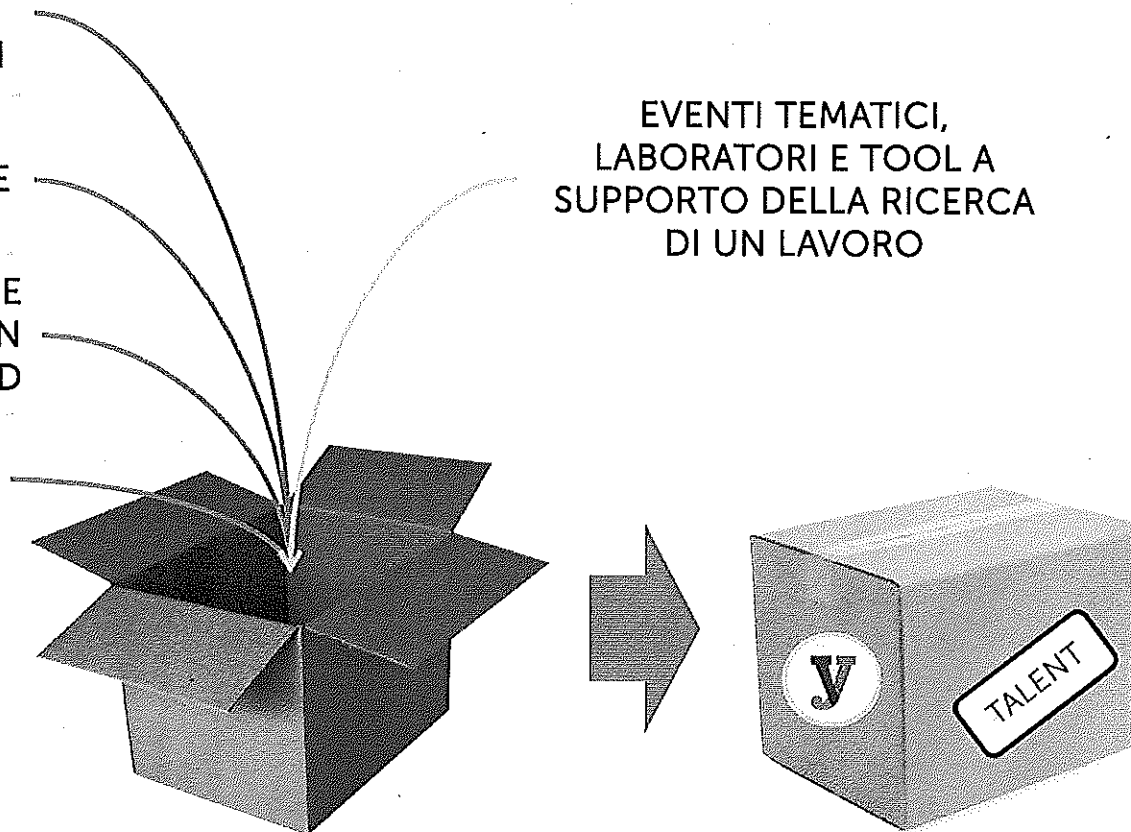 E
E
N
D
EVENTI TEMATICI,
LABORATORI E TOOL A
SUPPORTO DELLA RICERCA
DI UN LAVORO
y
TALENT